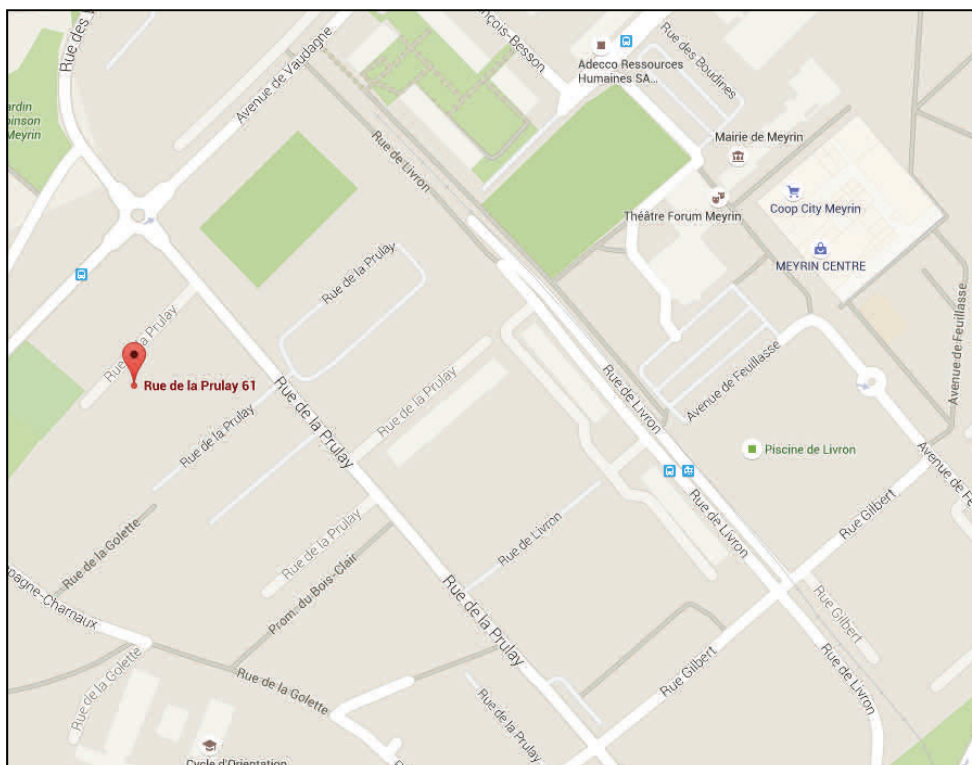 Rue des
Avenue de Vaudagne
nçois-Besson
Adecco Ressources
Humaines SA...
Rue des Boudines
ardin
binson
Meyrin
Rue de Livron
Mairie de Meyrin
Théâtre Forum Meyrin
Coop City Meyrin
MEYRIN CENTRE
Rue de la Prulay
Rue de la Prulay
Rue de la Prulay 61
Rue de la Prulay
Rue de la Prulay
Rue de la Prulay
Rue de Livron
Avenue de Feuillasse
Avenue de Feuillasse
Piscine de Livron
Avenue de Fe
Rue Gilbert
Rue de Livron
Rue de Livron
Rue de la Prulay
Prom. du Bois-Clair
Rue de la Golette
pagne-Charnaux
Rue de la Prulay
Rue Gilbert
Rue Gilbert
Rue de Livron
Rue de la Golette
Rue de la Golette
Rue de la Prulay
Cycle d'Orientation